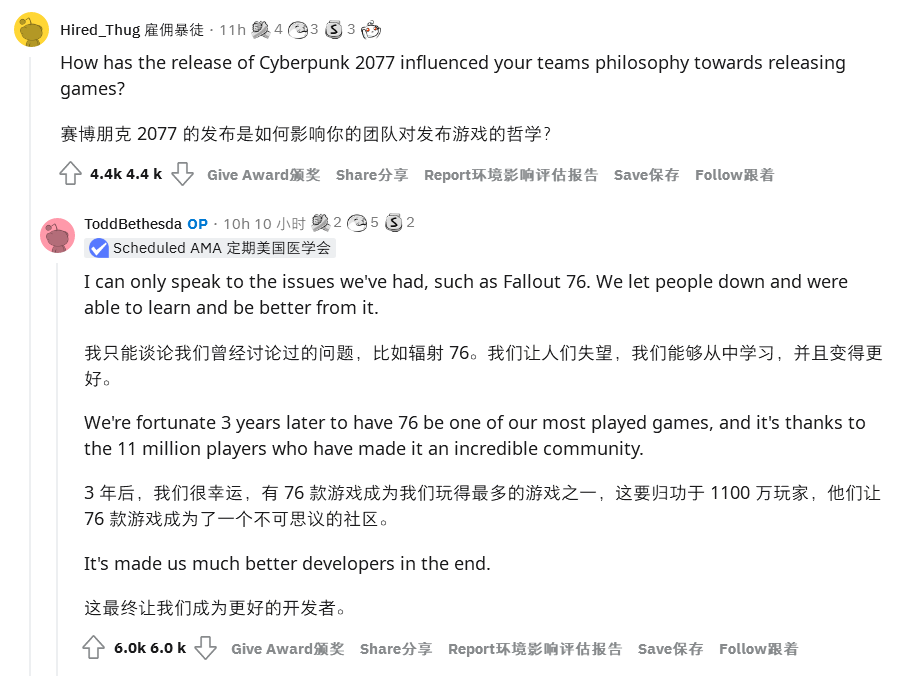 Hired_Thug 雇佣暴徒 · 11h 4 3 3
How has the release of Cyberpunk 2077 influenced your teams philosophy towards releasing
games?
赛博朋克 2077 的发布是如何影响你的团队对发布游戏的哲学?
4.4k 4.4 k Give Award颁奖 Share分享 Report环境影响评估报告 Save保存 Follow跟着
ToddBethesda OP · 10h 10 小时 2 5 2
Scheduled AMA 定期美国医学会
I can only speak to the issues we've had, such as Fallout 76. We let people down and were
able to learn and be better from it.
我只能谈论我们曾经讨论过的问题，比如辐射 76。我们让人们失望，我们能够从中学习，并且变得更
好。
We're fortunate 3 years later to have 76 be one of our most played games, and it's thanks to
the 11 million players who have made it an incredible community.
3 年后，我们很幸运，有 76 款游戏成为我们玩得最多的游戏之一，这要归功于 1100 万玩家，他们让
76 款游戏成为了一个不可思议的社区。
It's made us much better developers in the end.
这最终让我们成为更好的开发者。
6.0k 6.0 k Give Award颁奖 Share分享 Report环境影响评估报告 Save保存 Follow跟着